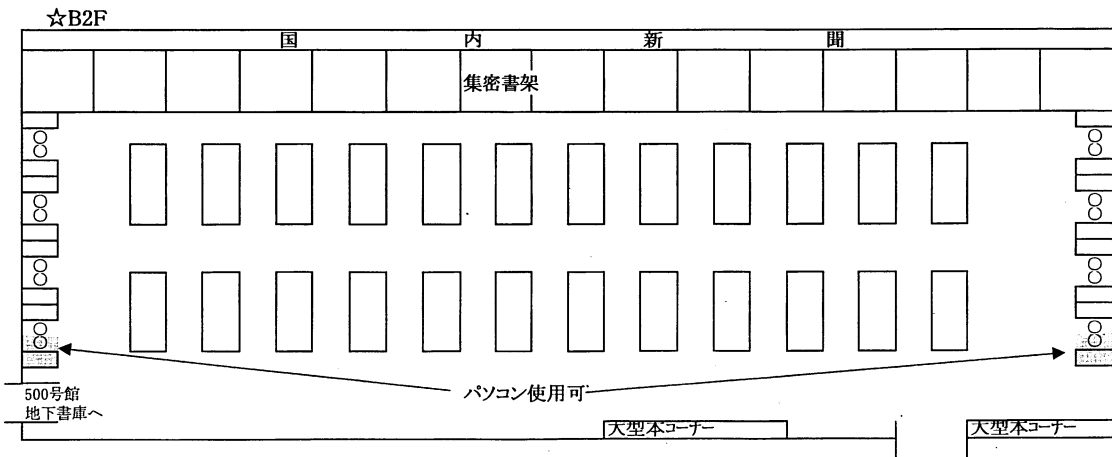 ☆B2F
国内新聞
集密書架
パソコン使用可
500号館
地下書庫へ
大型本コーナー
大型本コーナー